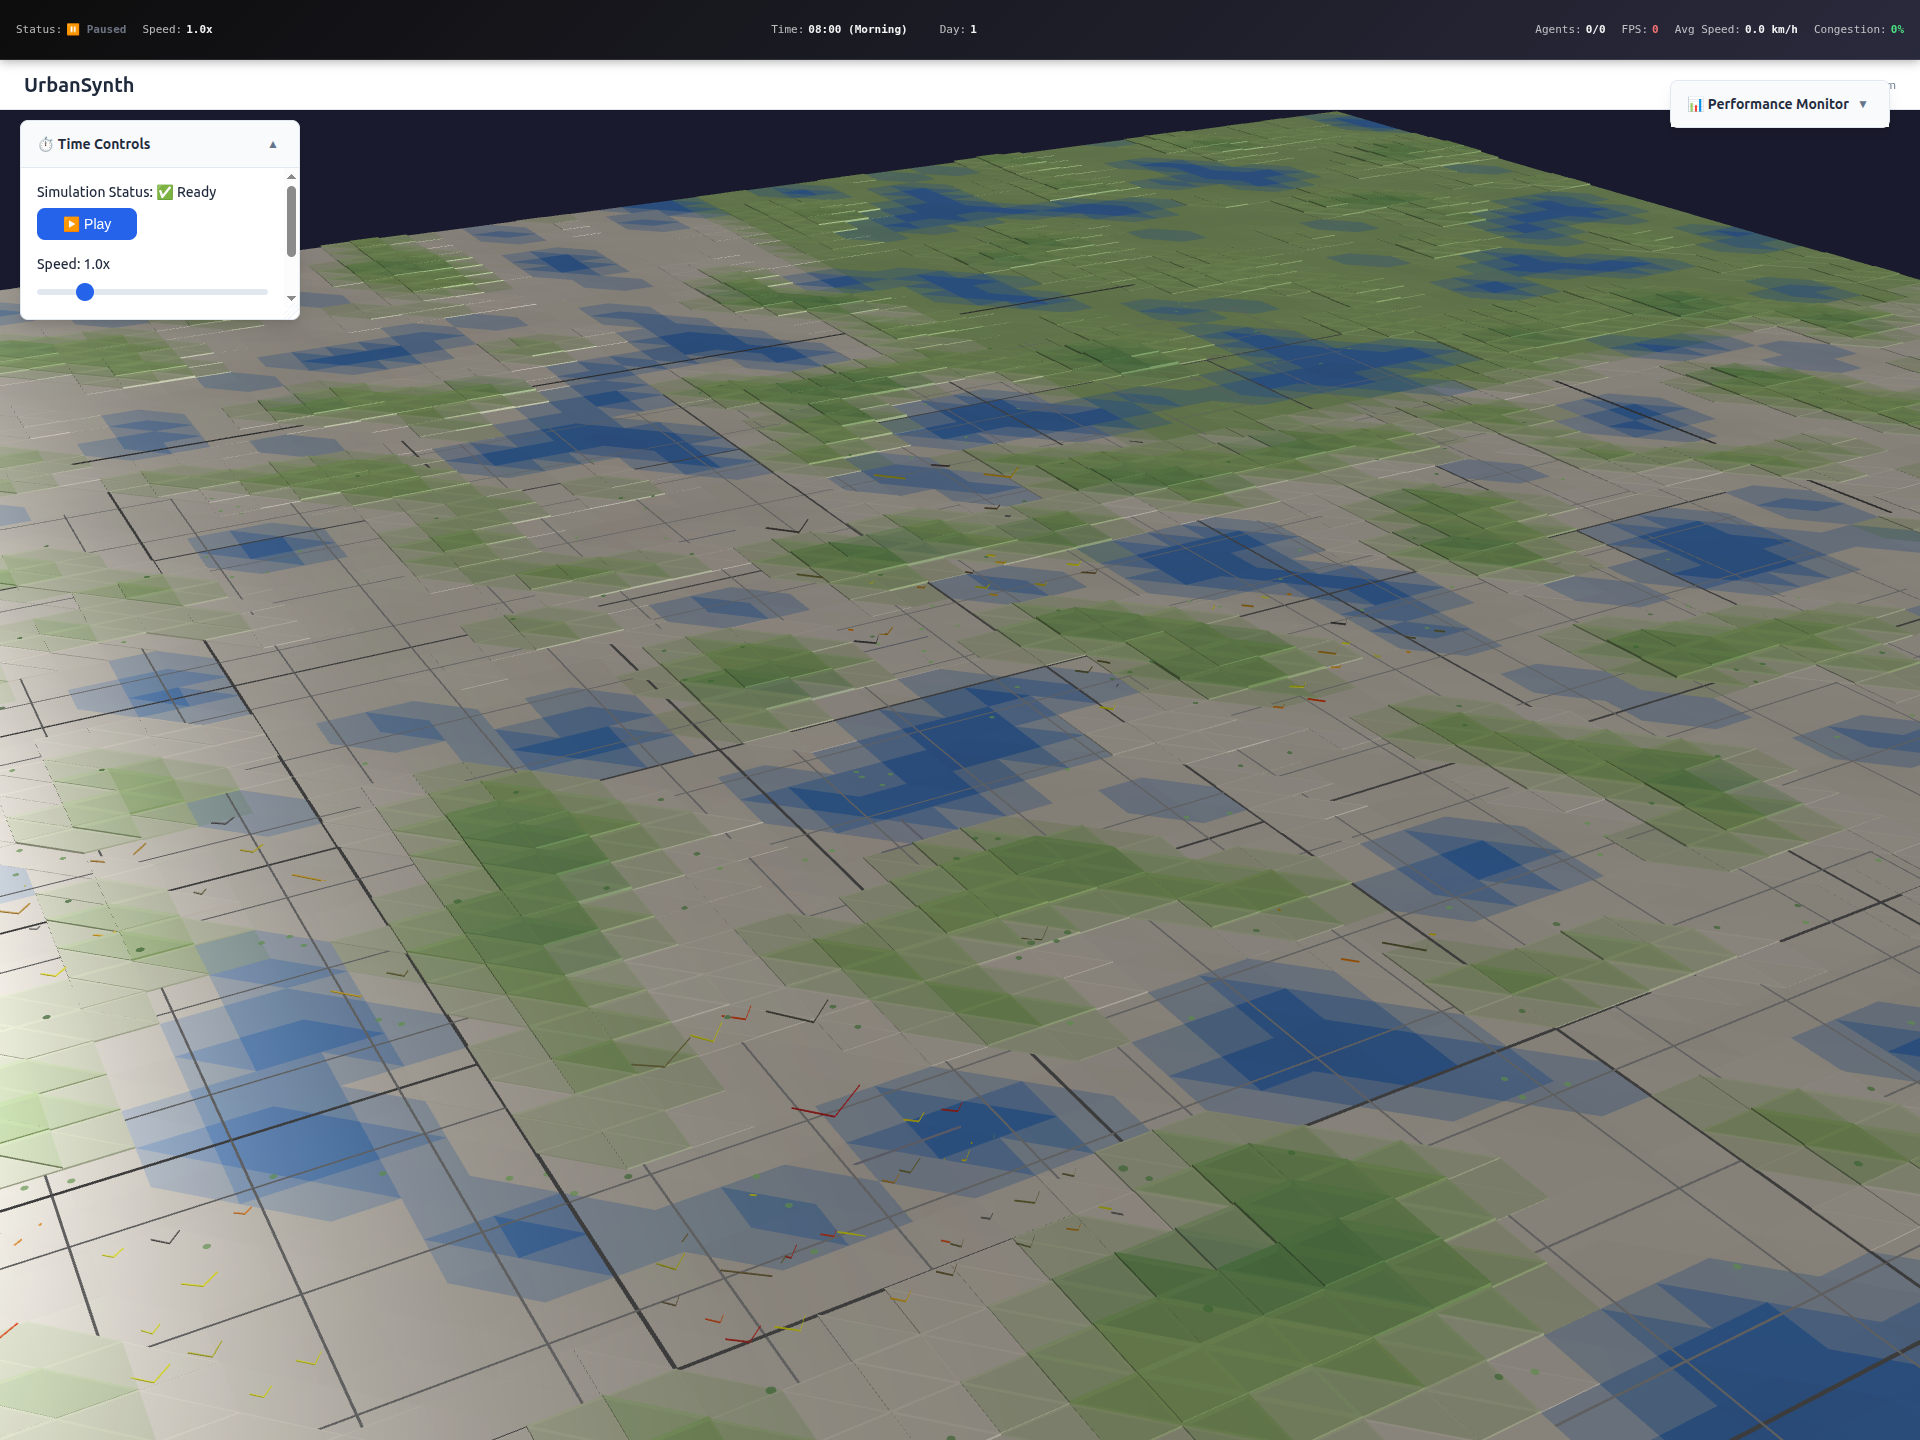 Status: ⏸️ Paused Speed: 1.0x
Time: 08:00 (Morning) Day: 1
Agents: 0/0 FPS: 0 Avg Speed: 0.0 km/h Congestion: 0%
UrbanSynth
📊 Performance Monitor ▼
⏱️ Time Controls ▲
Simulation Status: ✅ Ready
▶️ Play
Speed: 1.0x